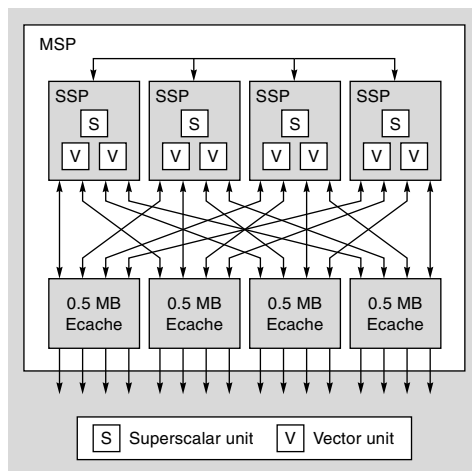 MSP
SSP SSP SSP SSP
S S S S
V V V V V V V V
0.5 MB 0.5 MB 0.5 MB 0.5 MB
Ecache Ecache Ecache Ecache
S Superscalar unit V Vector unit